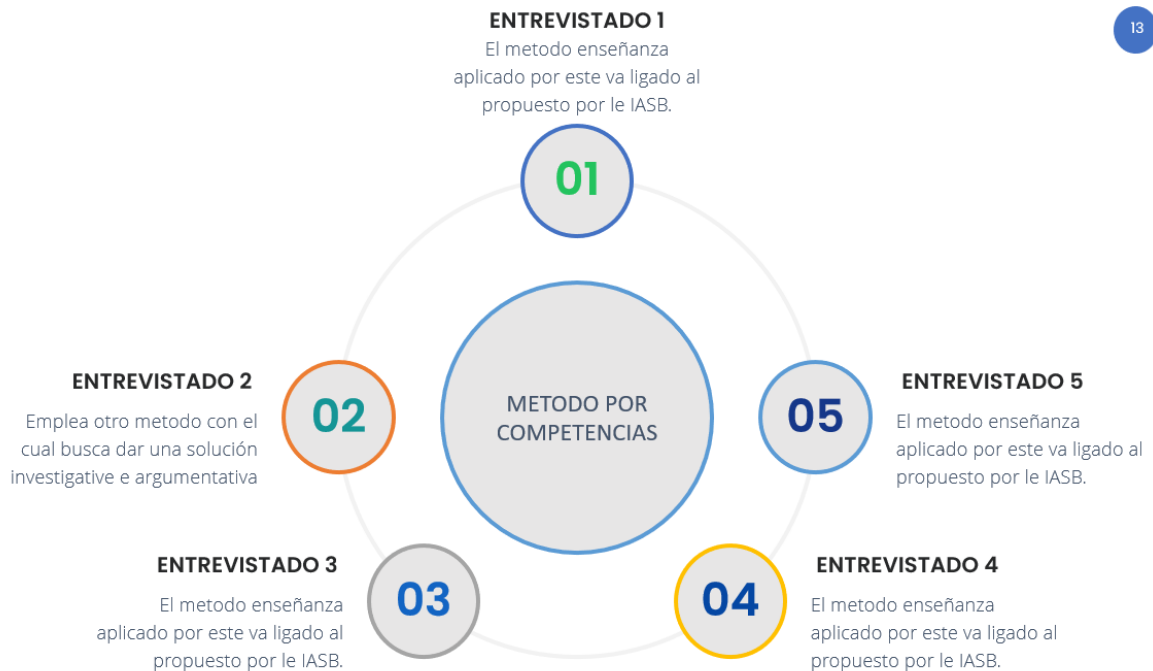 13
ENTREVISTADO 1
El metodo enseñanza
aplicado por este va ligado al
propuesto por le IASB.
01
METODO POR
COMPETENCIAS
ENTREVISTADO 2
Emplea otro metodo con el
cual busca dar una solución
investigative e argumentativa
02
ENTREVISTADO 3
El metodo enseñanza
aplicado por este va ligado al
propuesto por le IASB.
03
ENTREVISTADO 4
El metodo enseñanza
aplicado por este va ligado al
propuesto por le IASB.
04
ENTREVISTADO 5
El metodo enseñanza
aplicado por este va ligado al
propuesto por le IASB.
05